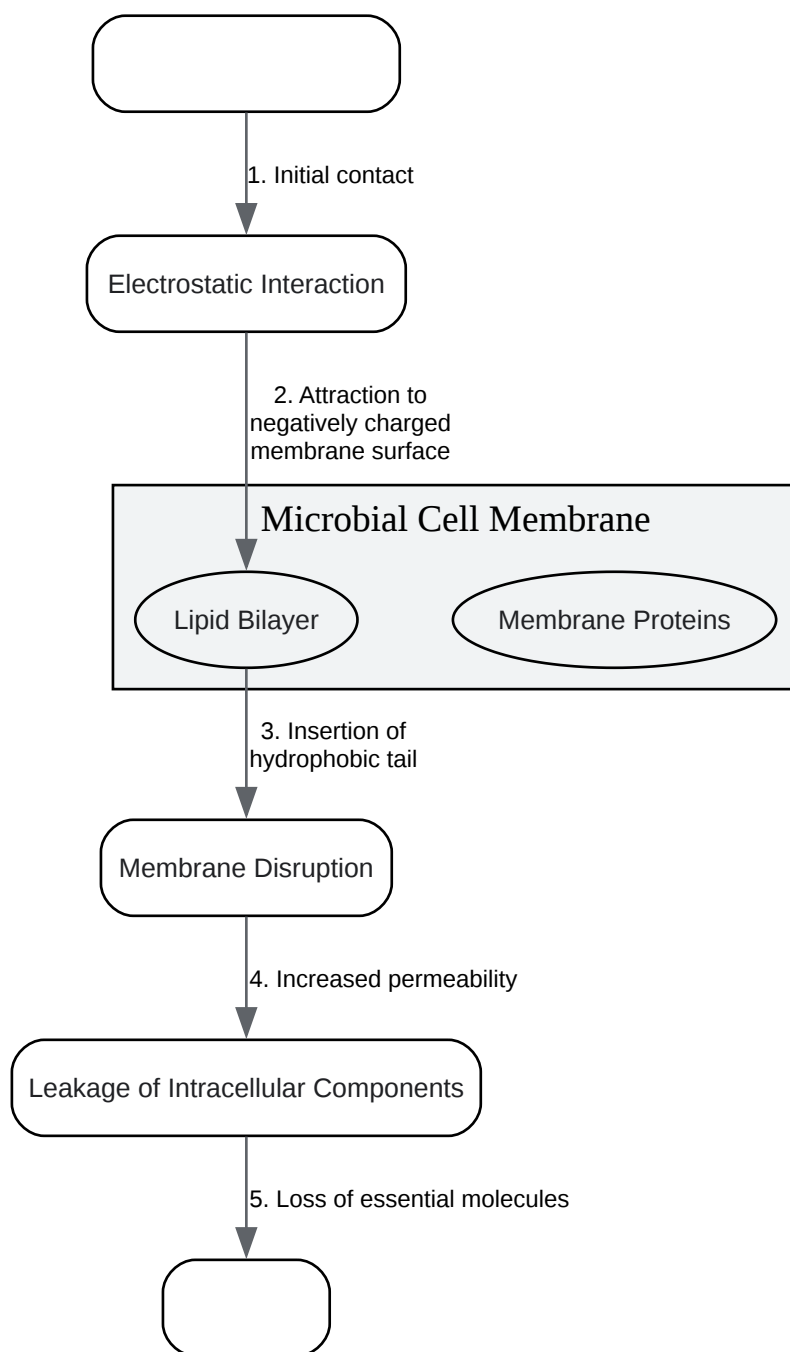 1. Initial contact
Electrostatic Interaction
2. Attraction to
negatively charged
membrane surface
Microbial Cell Membrane
Lipid Bilayer
Membrane Proteins
3. Insertion of
hydrophobic tail
Membrane Disruption
4. Increased permeability
Leakage of Intracellular Components
5. Loss of essential molecules